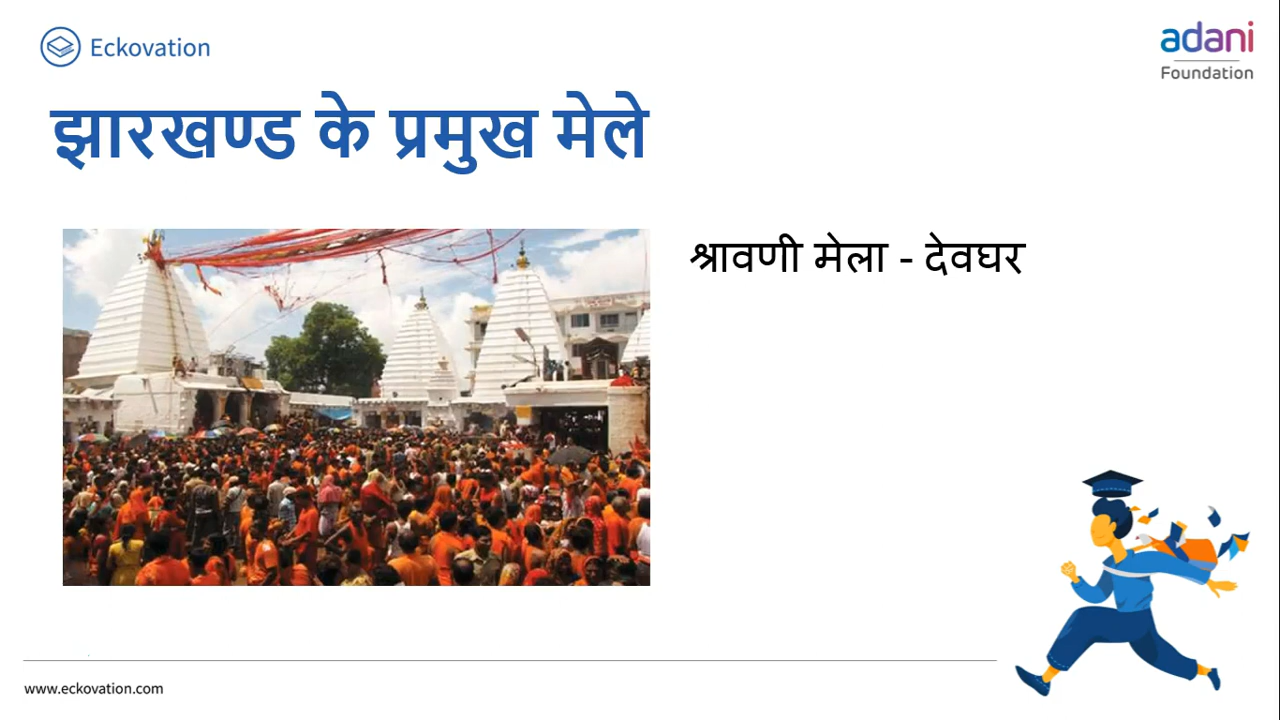 Eckovation
adani
Foundation
झारखण्ड के प्रमुख मेले
श्रावणी मेला - देवघर
www.eckovation.com